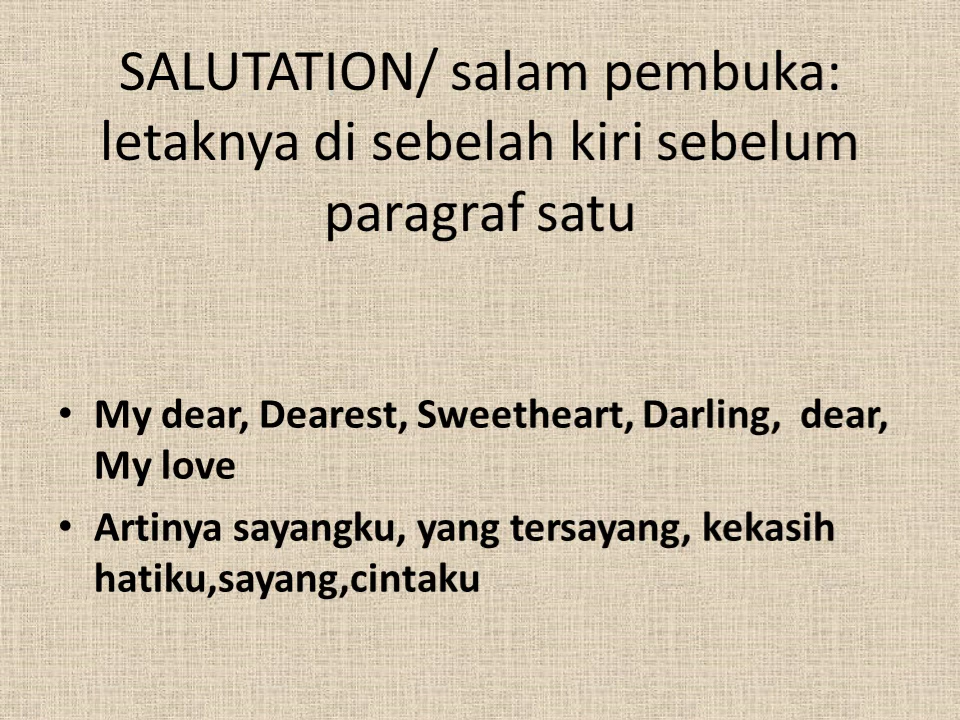 SALUTATION/ salam pembuka:
letaknya di sebelah kiri sebelum
paragraf satu
• My dear, Dearest, Sweetheart, Darling,  dear,
My love
• Artinya sayangku, yang tersayang, kekasih
hatiku,sayang,cintaku